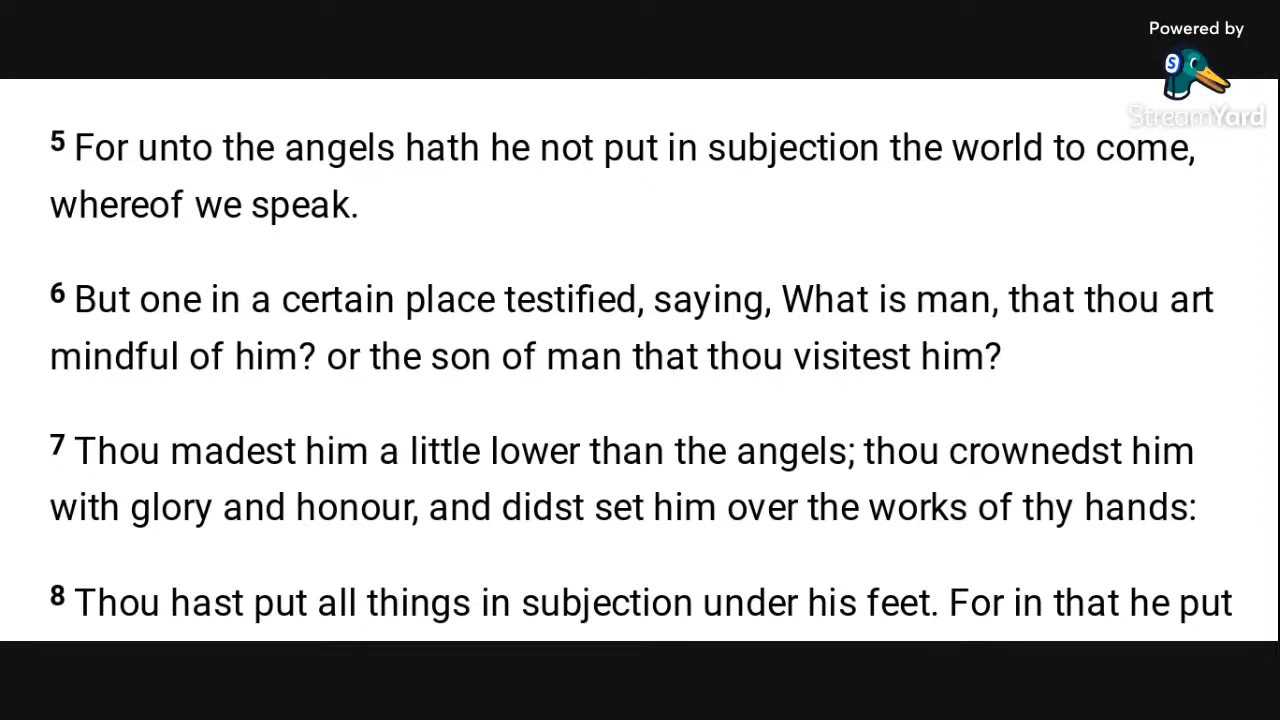 Powered by
S
StreamYard
5 For unto the angels hath he not put in subjection the world to come,
whereof we speak.
6 But one in a certain place testified, saying, What is man, that thou art
mindful of him? or the son of man that thou visitest him?
7 Thou madest him a little lower than the angels; thou crownedst him
with glory and honour, and didst set him over the works of thy hands:
8 Thou hast put all things in subjection under his feet. For in that he put